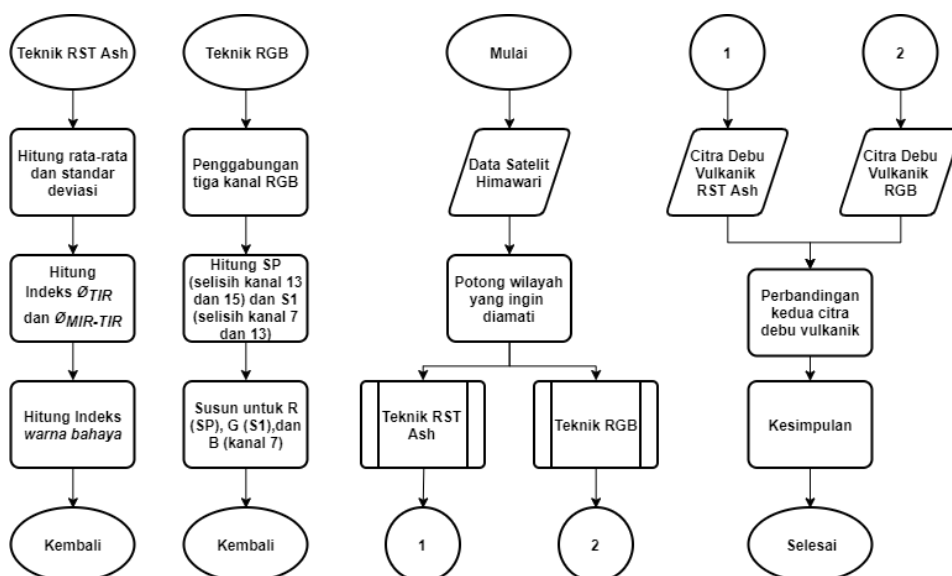 Teknik RST Ash
Hitung rata-rata
dan standar
deviasi
Hitung
Indeks ØTIR
dan ØMIR-TIR
Hitung Indeks
warna bahaya
Kembali
Teknik RGB
Penggabungan
tiga kanal RGB
Hitung SP
(selisih kanal 13
dan 15) dan S1
(selisih kanal 7
dan 13)
Susun untuk R
(SP), G (S1),dan
B (kanal 7)
Kembali
Mulai
Data Satelit
Himawari
Potong wilayah
yang ingin
diamati
Teknik RST
Ash
Teknik RGB
1
2
1
2
Citra Debu
Vulkanik
RST Ash
Citra Debu
Vulkanik
RGB
Perbandingan
kedua citra
debu vulkanik
Kesimpulan
Selesai